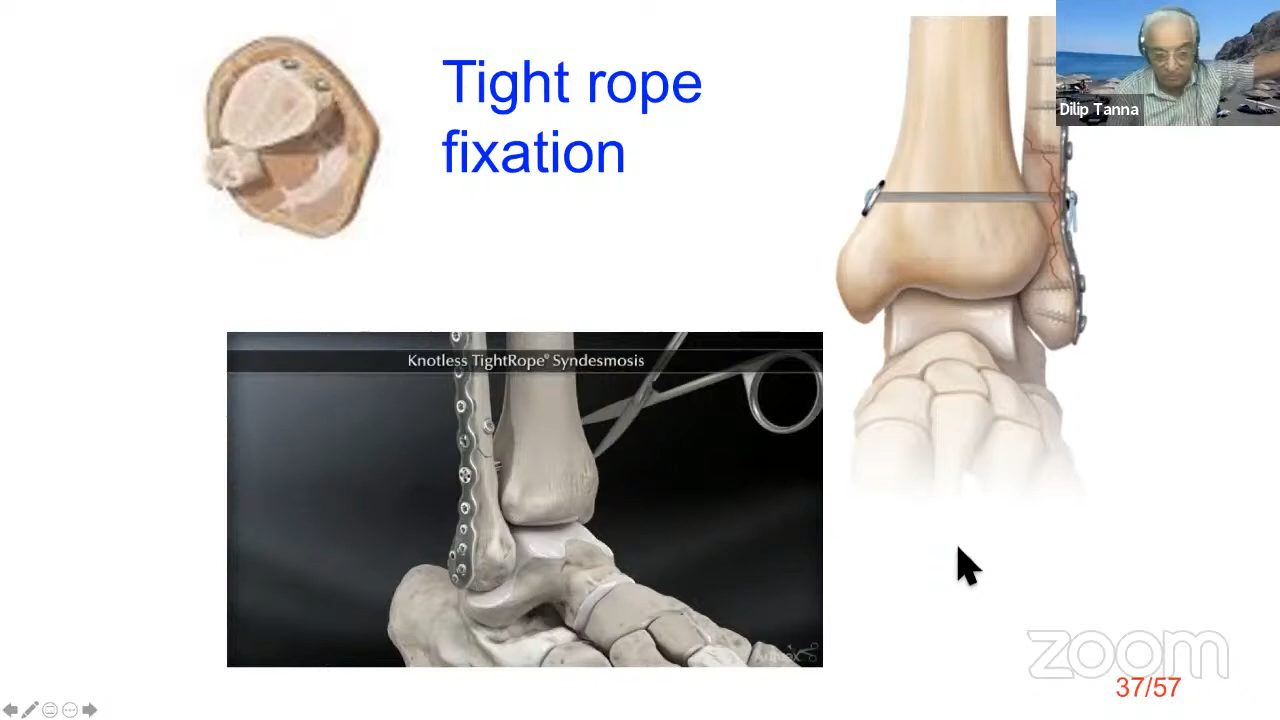 Tight rope
fixation
Dilip Tanna
Knotless TightRope® Syndesmosis
zoom
37/57